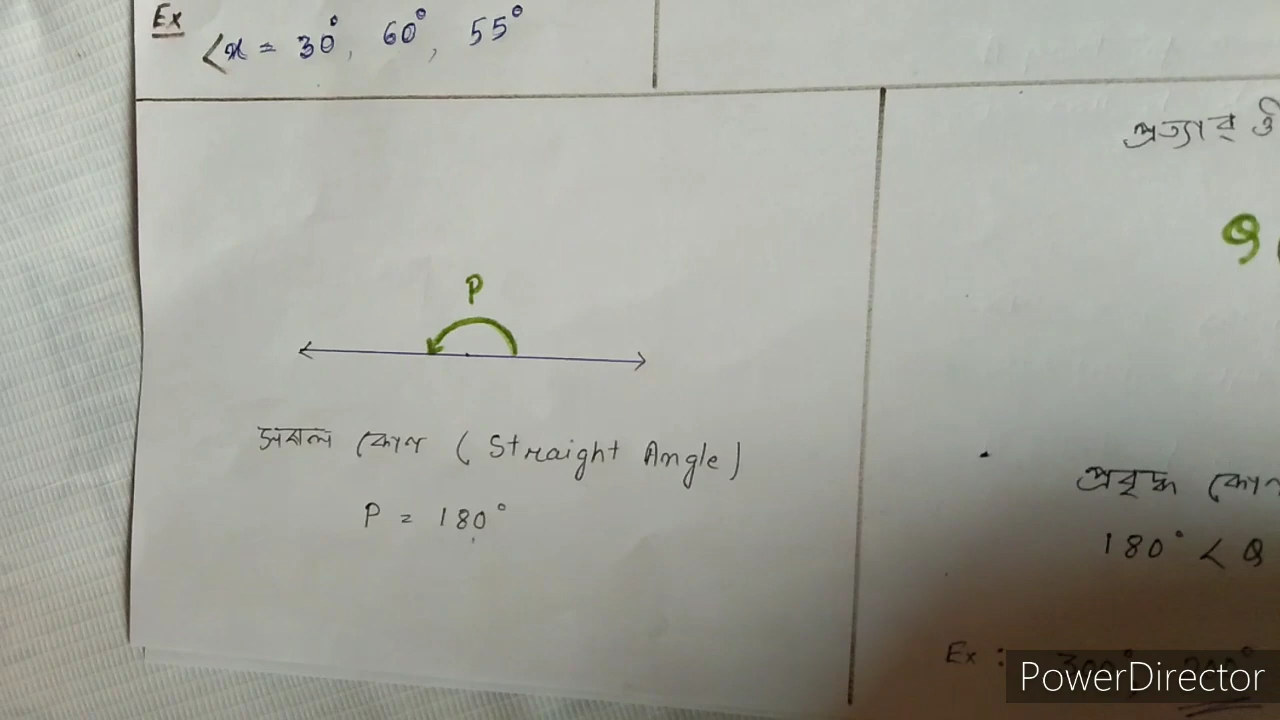 Ex
<x = 30°, 60°, 55°
P
সরল কোণ ( Straight Angle )
P = 180°
Q
প্রবৃদ্ধ কোণ
180° < Q
Ex :
PowerDirector